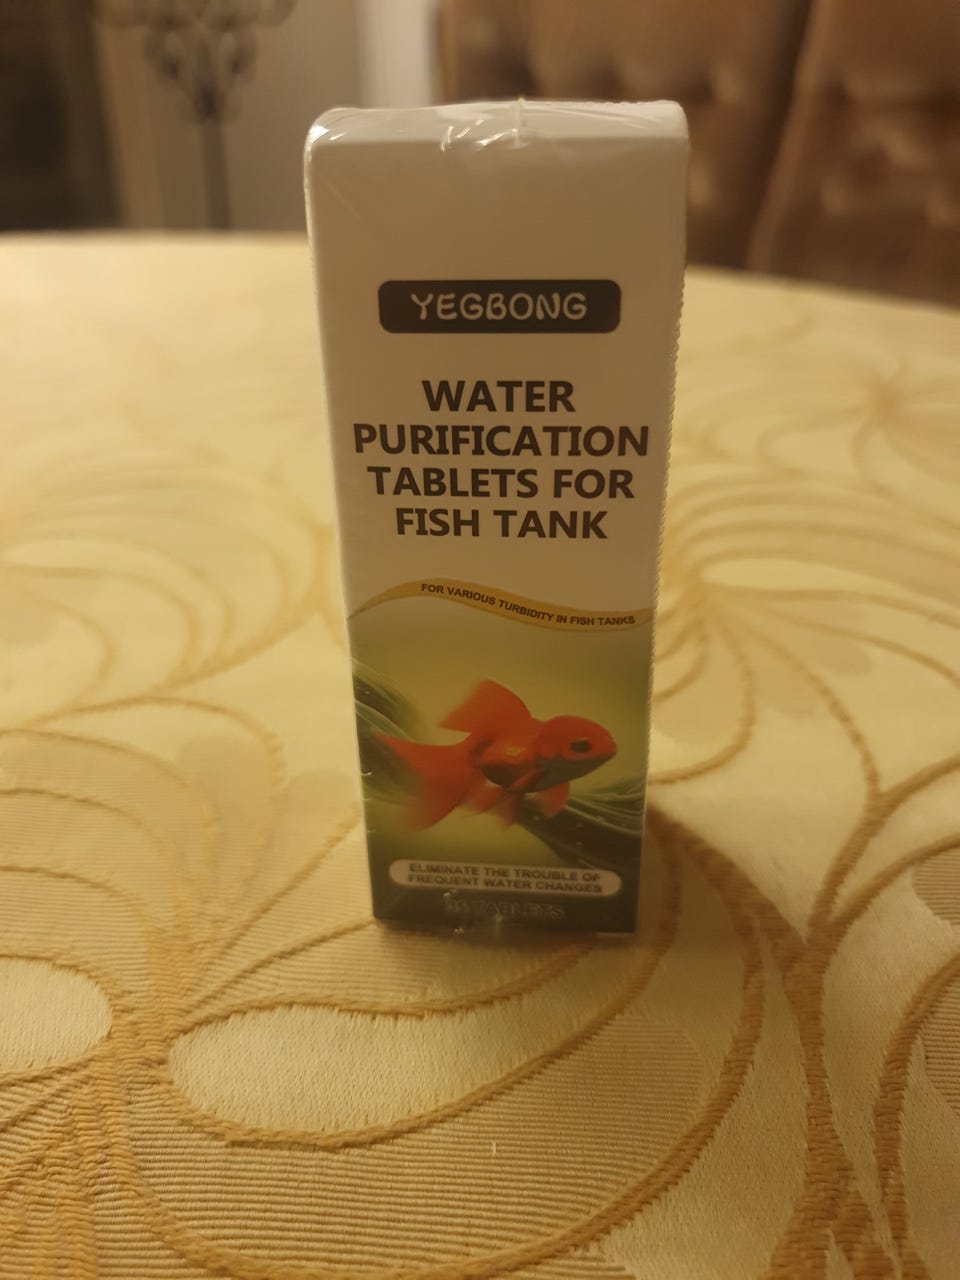 YEGBONG
WATER
PURIFICATION
TABLETS FOR
FISH TANK
FOR VARIOUS TURBIDITY IN FISH TANKS
ELIMINATE THE TROUBLE OF
FREQUENT WATER CHANGES
TABLETS